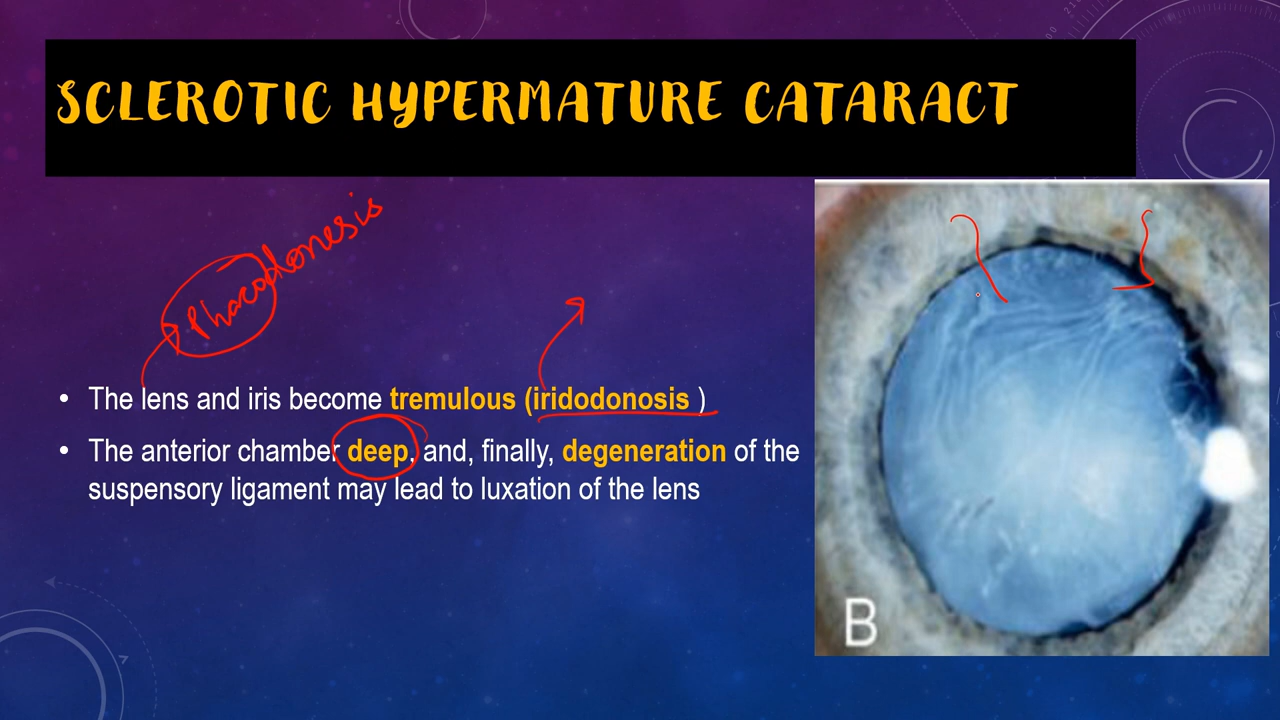 SCLEROTIC HYPERMATURE CATARACT
Phacodonesis
• The lens and iris become tremulous (iridodonosis )
• The anterior chamber deep, and, finally, degeneration of the
suspensory ligament may lead to luxation of the lens
B